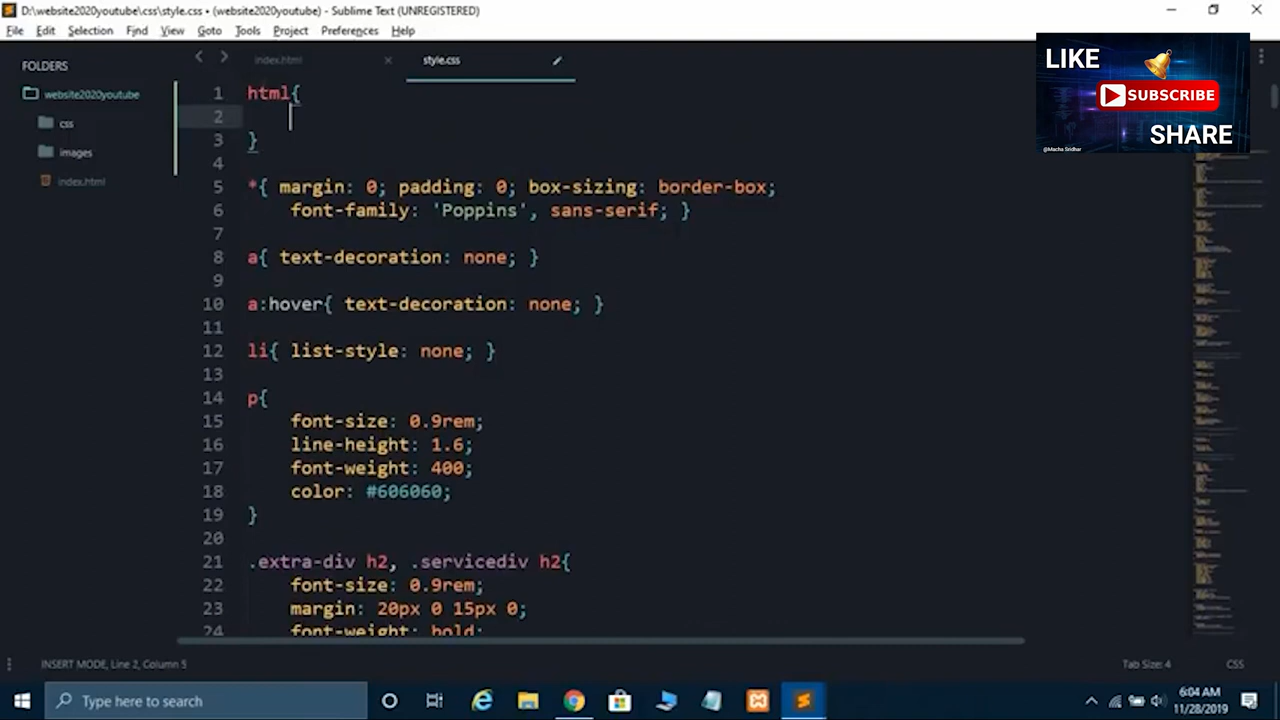 D:\website2020youtube\css\style.css • (website2020youtube) - Sublime Text (UNREGISTERED)
File Edit Selection Find View Goto Tools Project Preferences Help
FOLDERS
website2020youtube
css
images
index.html
index.html
style.css
1 html{
2
3 }
4
5 *{ margin: 0; padding: 0; box-sizing: border-box;
6 font-family: 'Poppins', sans-serif; }
7
8 a{ text-decoration: none; }
9
10 a:hover{ text-decoration: none; }
11
12 li{ list-style: none; }
13
14 p{
15 font-size: 0.9rem;
16 line-height: 1.6;
17 font-weight: 400;
18 color: #606060;
19 }
20
21 .extra-div h2, .servicediv h2{
22 font-size: 0.9rem;
23 margin: 20px 0 15px 0;
24 font-weight: bold;
LIKE
SUBSCRIBE
SHARE
@Macha Sridhar
INSERT MODE, Line 2, Column 5
Tab Size: 4
CSS
Type here to search
6:04 AM
11/28/2019